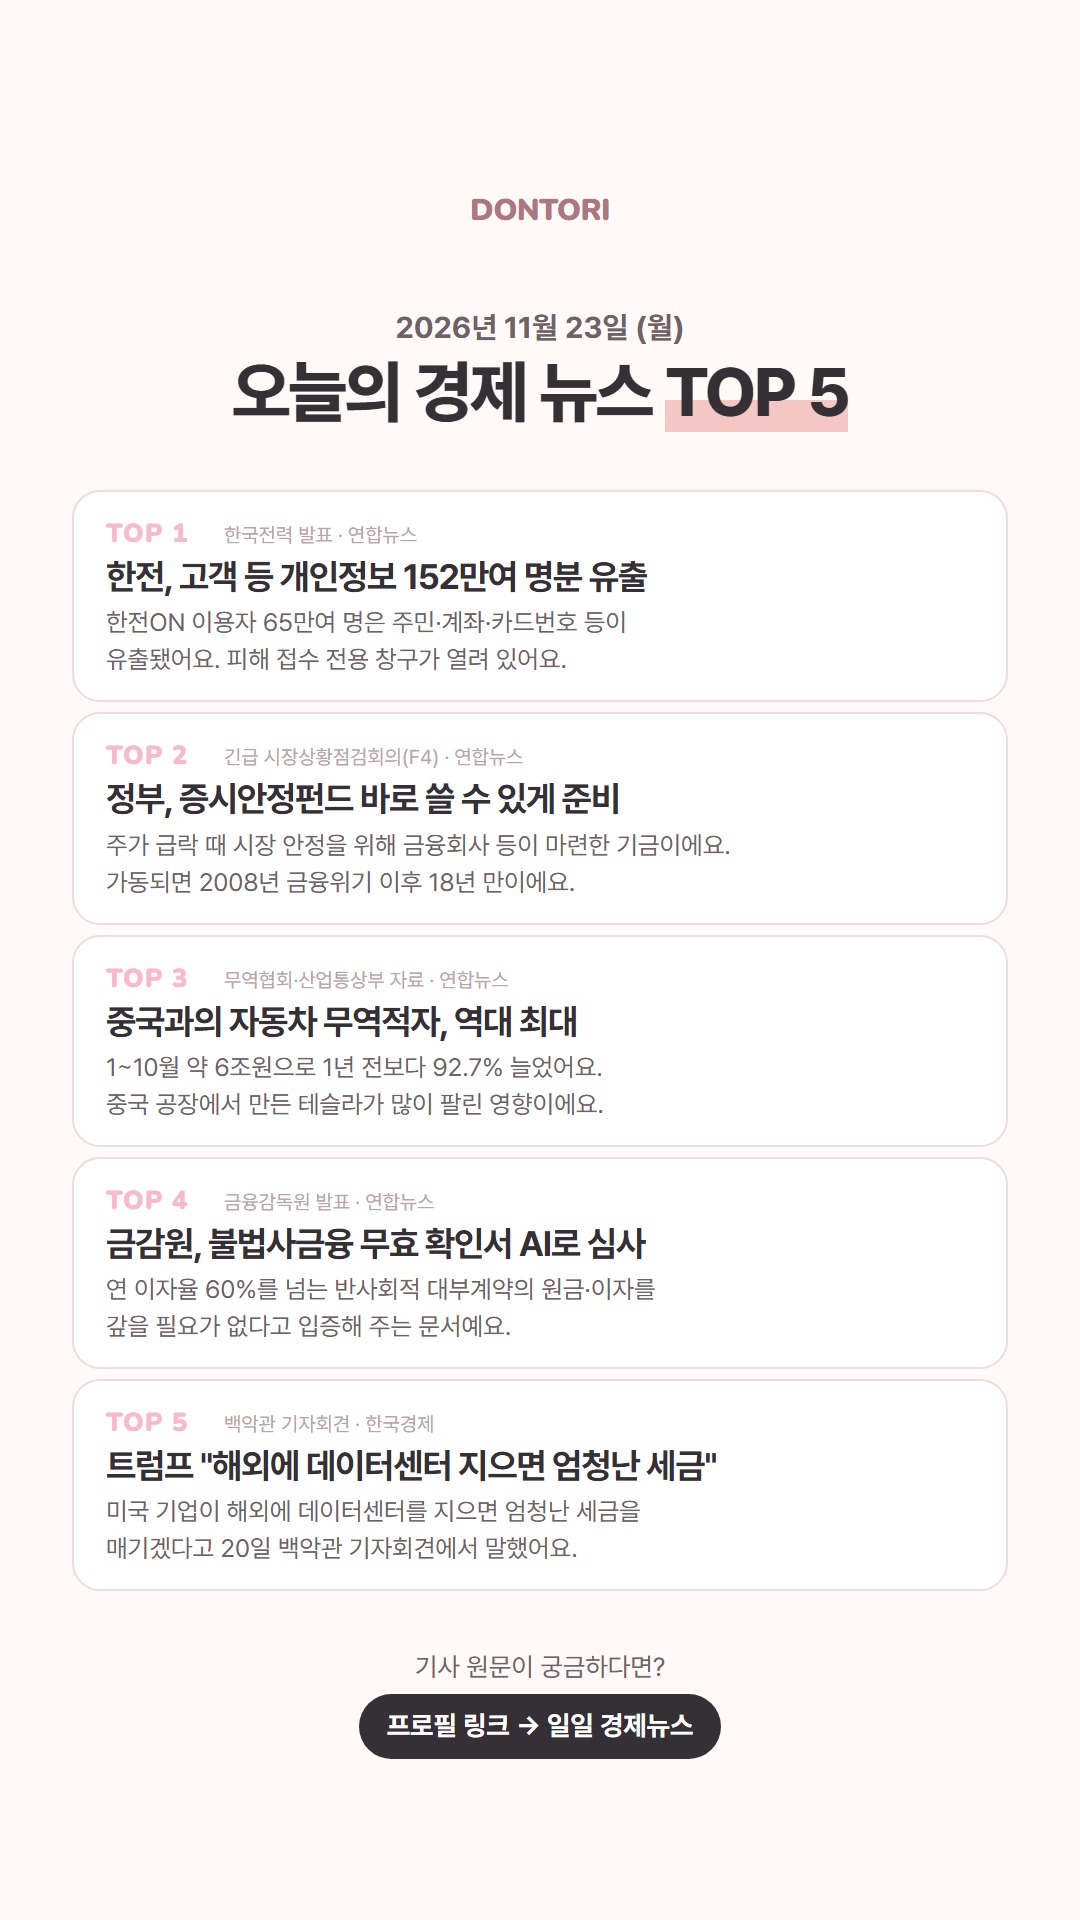 DONTORI
2026년 11월 23일 (월)
오늘의 경제 뉴스 TOP 5
TOP 1 한국전력 발표 · 연합뉴스
한전, 고객 등 개인정보 152만여 명분 유출
한전ON 이용자 65만여 명은 주민·계좌·카드번호 등이
유출됐어요. 피해 접수 전용 창구가 열려 있어요.
TOP 2 긴급 시장상황점검회의(F4) · 연합뉴스
정부, 증시안정펀드 바로 쓸 수 있게 준비
주가 급락 때 시장 안정을 위해 금융회사 등이 마련한 기금이에요.
가동되면 2008년 금융위기 이후 18년 만이에요.
TOP 3 무역협회·산업통상부 자료 · 연합뉴스
중국과의 자동차 무역적자, 역대 최대
1~10월 약 6조원으로 1년 전보다 92.7% 늘었어요.
중국 공장에서 만든 테슬라가 많이 팔린 영향이에요.
TOP 4 금융감독원 발표 · 연합뉴스
금감원, 불법사금융 무효 확인서 AI로 심사
연 이자율 60%를 넘는 반사회적 대부계약의 원금·이자를
갚을 필요가 없다고 입증해 주는 문서예요.
TOP 5 백악관 기자회견 · 한국경제
트럼프 "해외에 데이터센터 지으면 엄청난 세금"
미국 기업이 해외에 데이터센터를 지으면 엄청난 세금을
매기겠다고 20일 백악관 기자회견에서 말했어요.
기사 원문이 궁금하다면?
프로필 링크 → 일일 경제뉴스